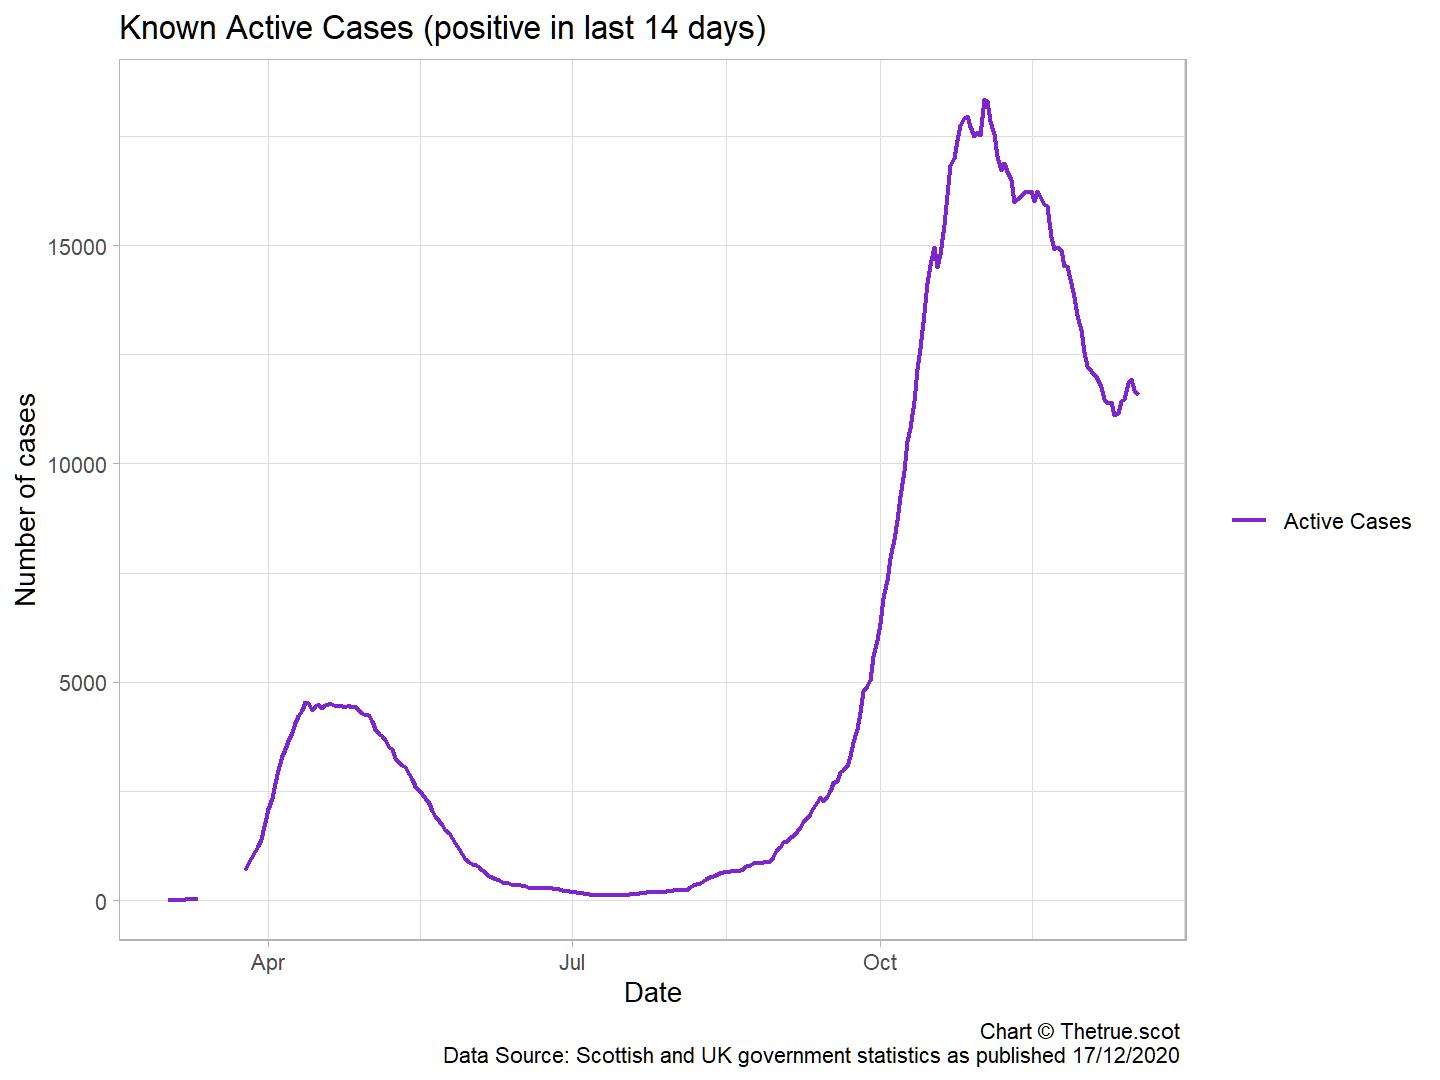 Known Active Cases (positive in last 14 days)
Number of cases
15000
10000
5000
0
Apr
Jul
Oct
Date
Active Cases
Chart © Thetrue.scot
Data Source: Scottish and UK government statistics as published 17/12/2020